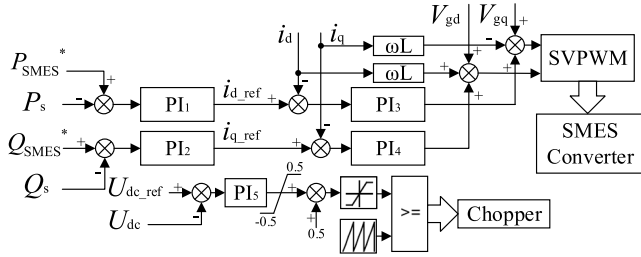 i_d i_q V_gd V_gq
P_SMES* + - ωL - + SVPWM
P_s - + PI₁ i_d_ref + - ωL + + PI₃ + +
Q_SMES* + - PI₂ i_q_ref + - PI₄ + SMES Converter
Q_s
U_dc_ref + - PI₅ 0.5 -0.5 + + 0.5 >= Chopper
U_dc